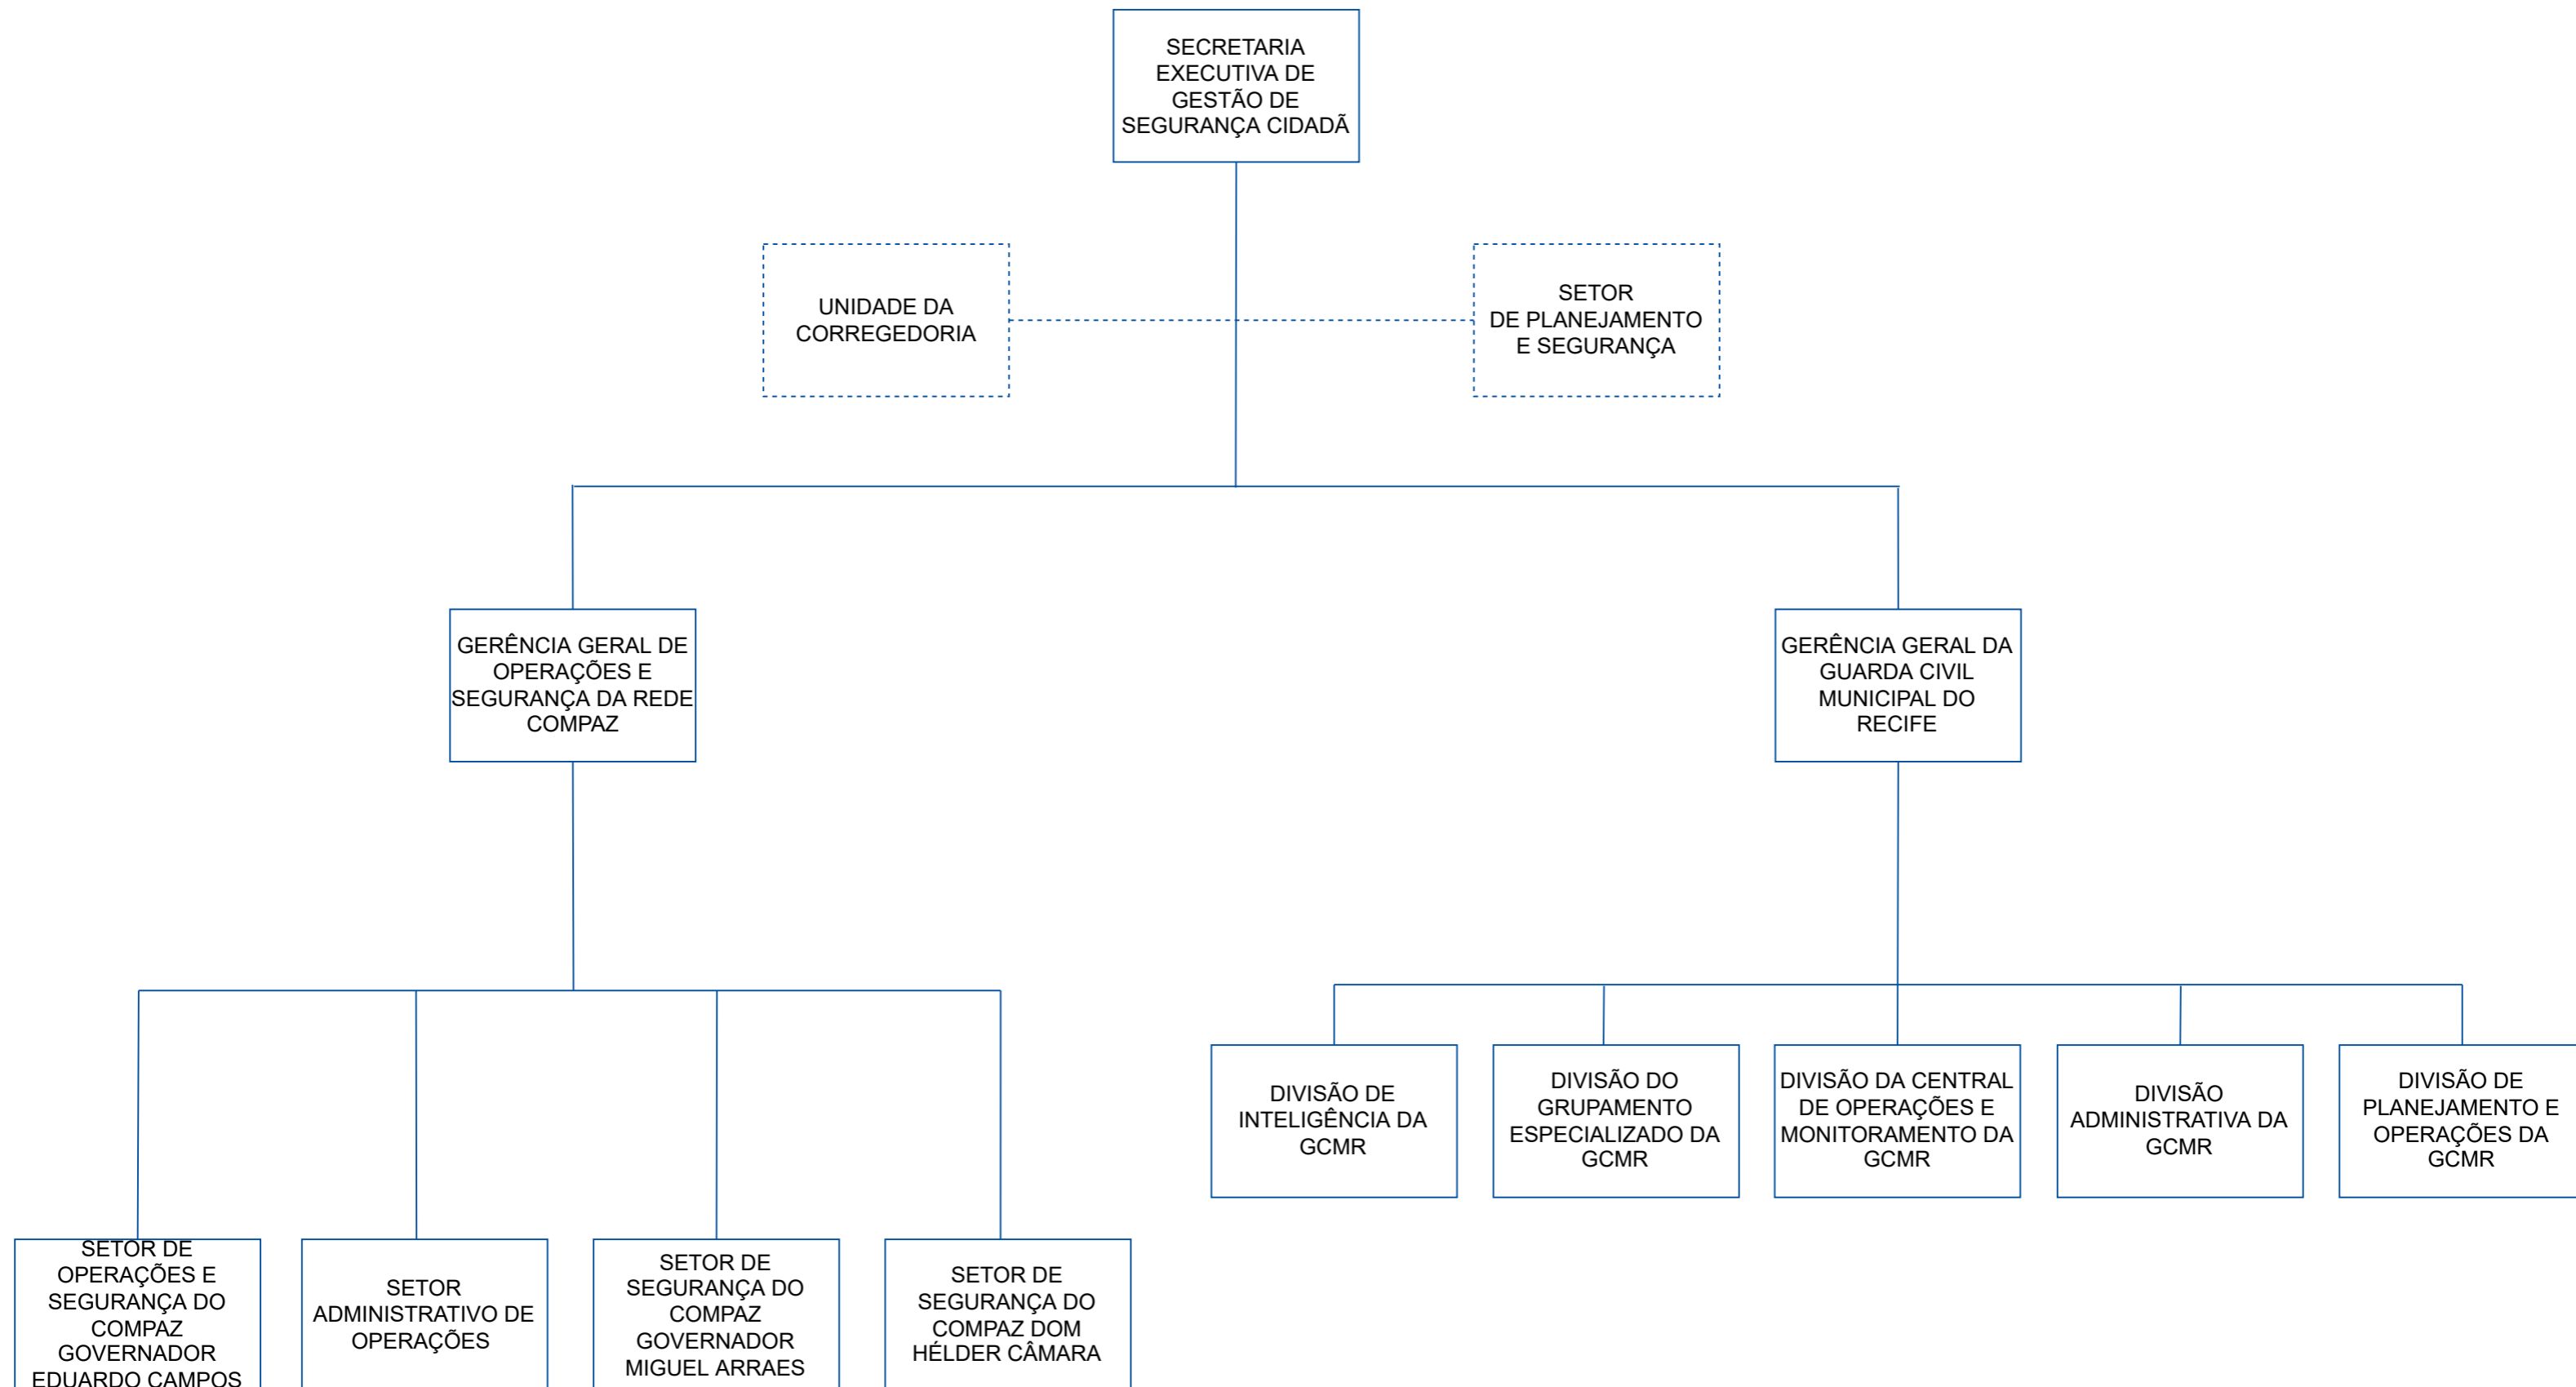 SECRETARIA
EXECUTIVA DE
GESTÃO DE
SEGURANÇA CIDADÃ
UNIDADE DA
CORREGEDORIA
SETOR
DE PLANEJAMENTO
E SEGURANÇA
GERÊNCIA GERAL DE
OPERAÇÕES E
SEGURANÇA DA REDE
COMPAZ
GERÊNCIA GERAL DA
GUARDA CIVIL
MUNICIPAL DO
RECIFE
DIVISÃO DE
INTELIGÊNCIA DA
GCMR
DIVISÃO DO
GRUPAMENTO
ESPECIALIZADO DA
GCMR
DIVISÃO DA CENTRAL
DE OPERAÇÕES E
MONITORAMENTO DA
GCMR
DIVISÃO
ADMINISTRATIVA DA
GCMR
DIVISÃO DE
PLANEJAMENTO E
OPERAÇÕES DA
GCMR
SETOR DE
OPERAÇÕES E
SEGURANÇA DO
COMPAZ
GOVERNADOR
EDUARDO CAMPOS
SETOR
ADMINISTRATIVO DE
OPERAÇÕES
SETOR DE
SEGURANÇA DO
COMPAZ
GOVERNADOR
MIGUEL ARRAES
SETOR DE
SEGURANÇA DO
COMPAZ DOM
HÉLDER CÂMARA